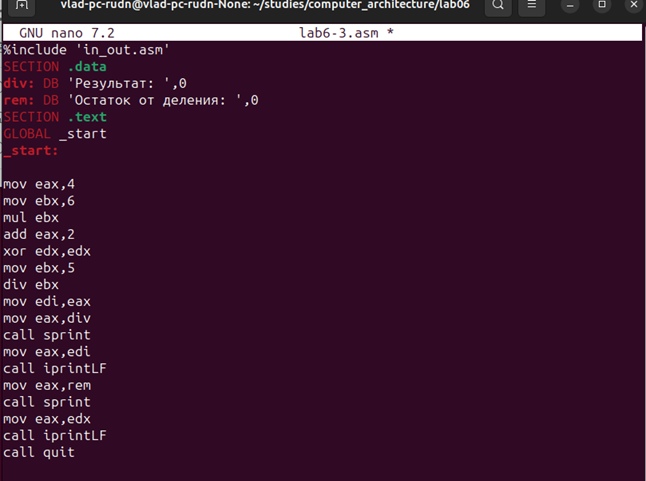 vlad-pc-rudn@vlad-pc-rudn-None: ~/studies/computer_architecture/lab06
GNU nano 7.2 lab6-3.asm *
%include 'in_out.asm'
SECTION .data
div: DB 'Результат: ',0
rem: DB 'Остаток от деления: ',0
SECTION .text
GLOBAL _start
_start:
mov eax,4
mov ebx,6
mul ebx
add eax,2
xor edx,edx
mov ebx,5
div ebx
mov edi,eax
mov eax,div
call sprint
mov eax,edi
call iprintLF
mov eax,rem
call sprint
mov eax,edx
call iprintLF
call quit